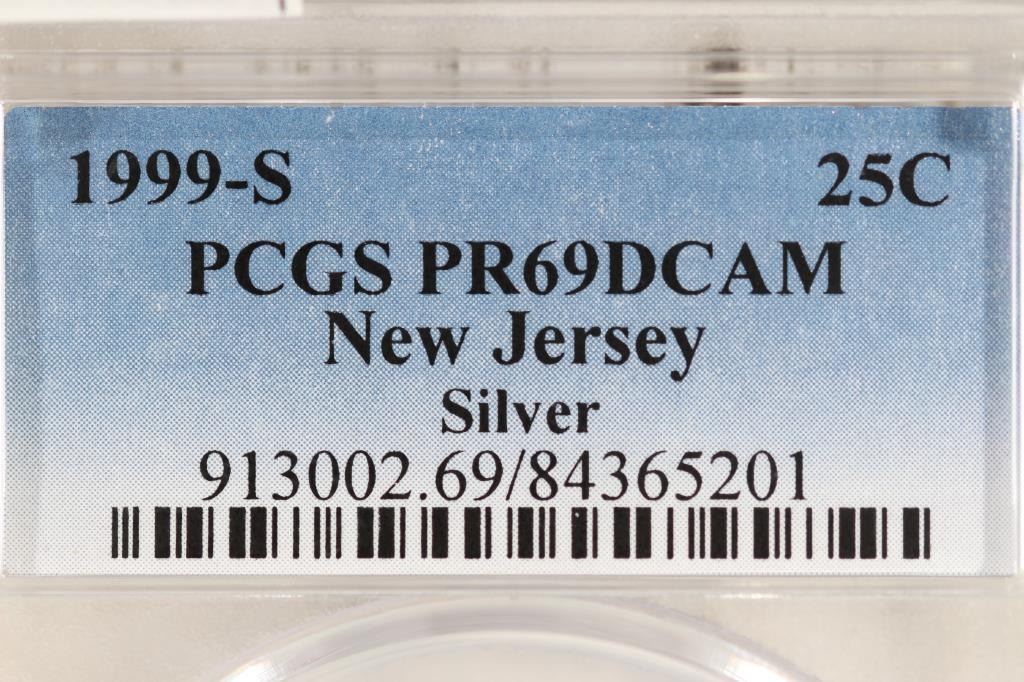 1999-S 25C
PCGS PR69DCAM
New Jersey
Silver
913002.69/84365201